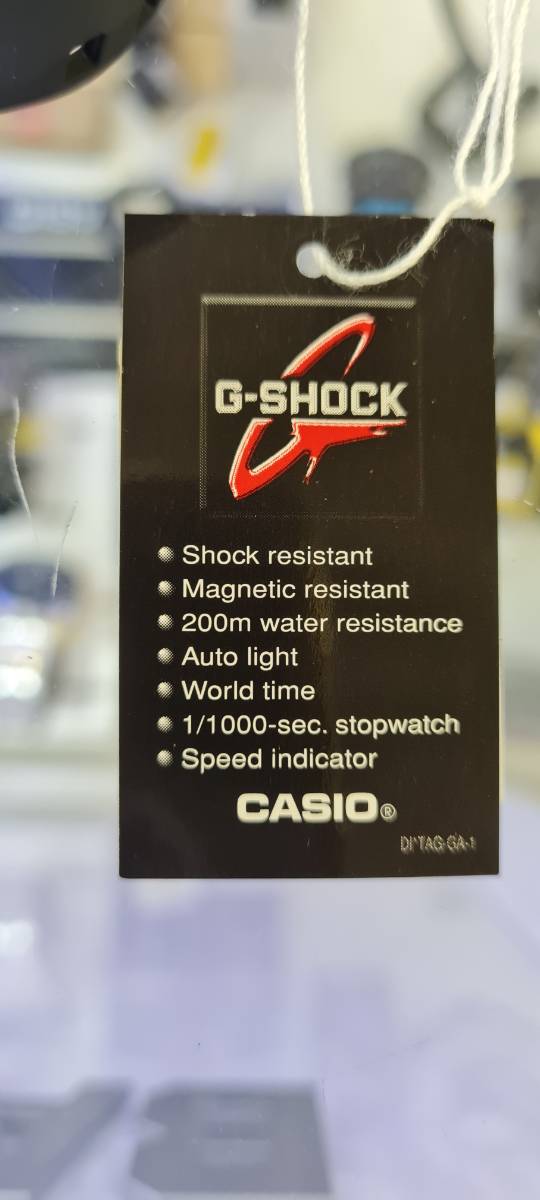 G-SHOCK
Shock resistant
Magnetic resistant
200m water resistance
Auto light
World time
1/1000-sec. stopwatch
Speed indicator
CASIO®
DI*TAG-GA-1